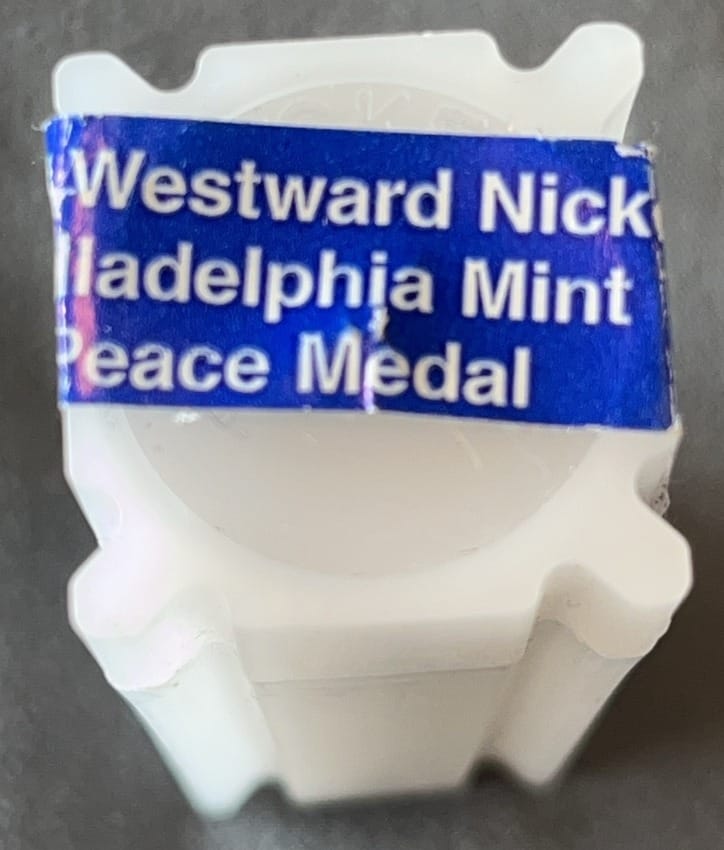 Westward Nick
ladelphia Mint
Peace Medal